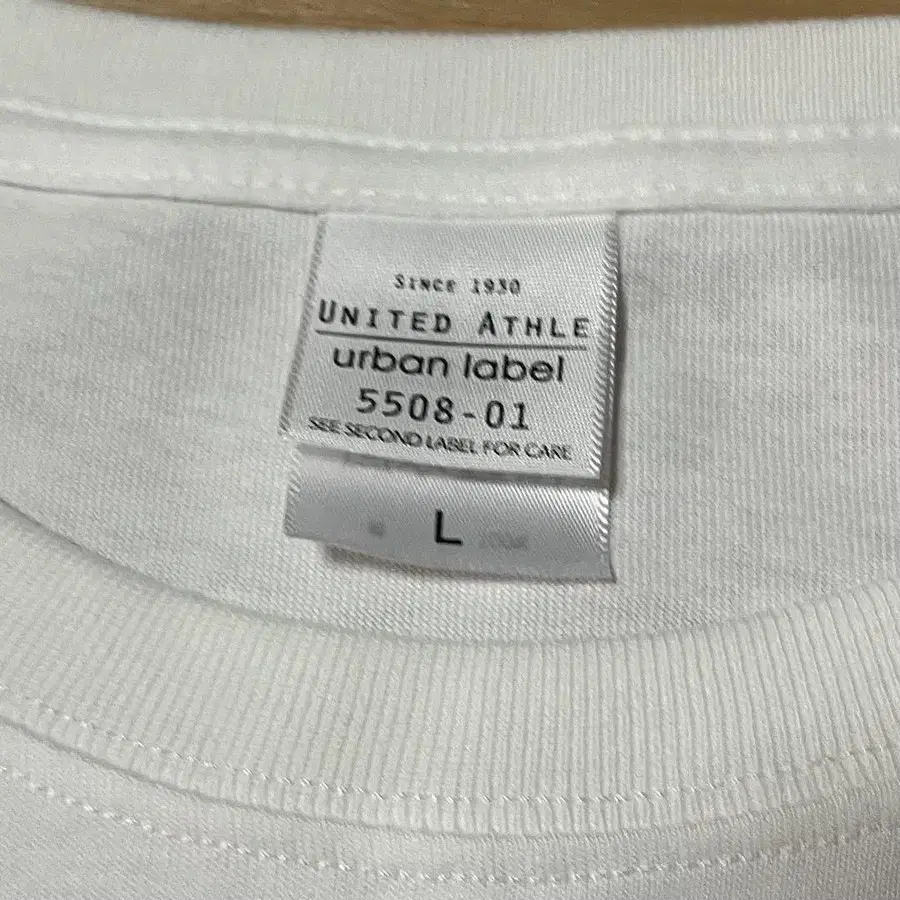 SINCE 1930
UNITED ATHLE
urban label
5508-01
SEE SECOND LABEL FOR CARE
L